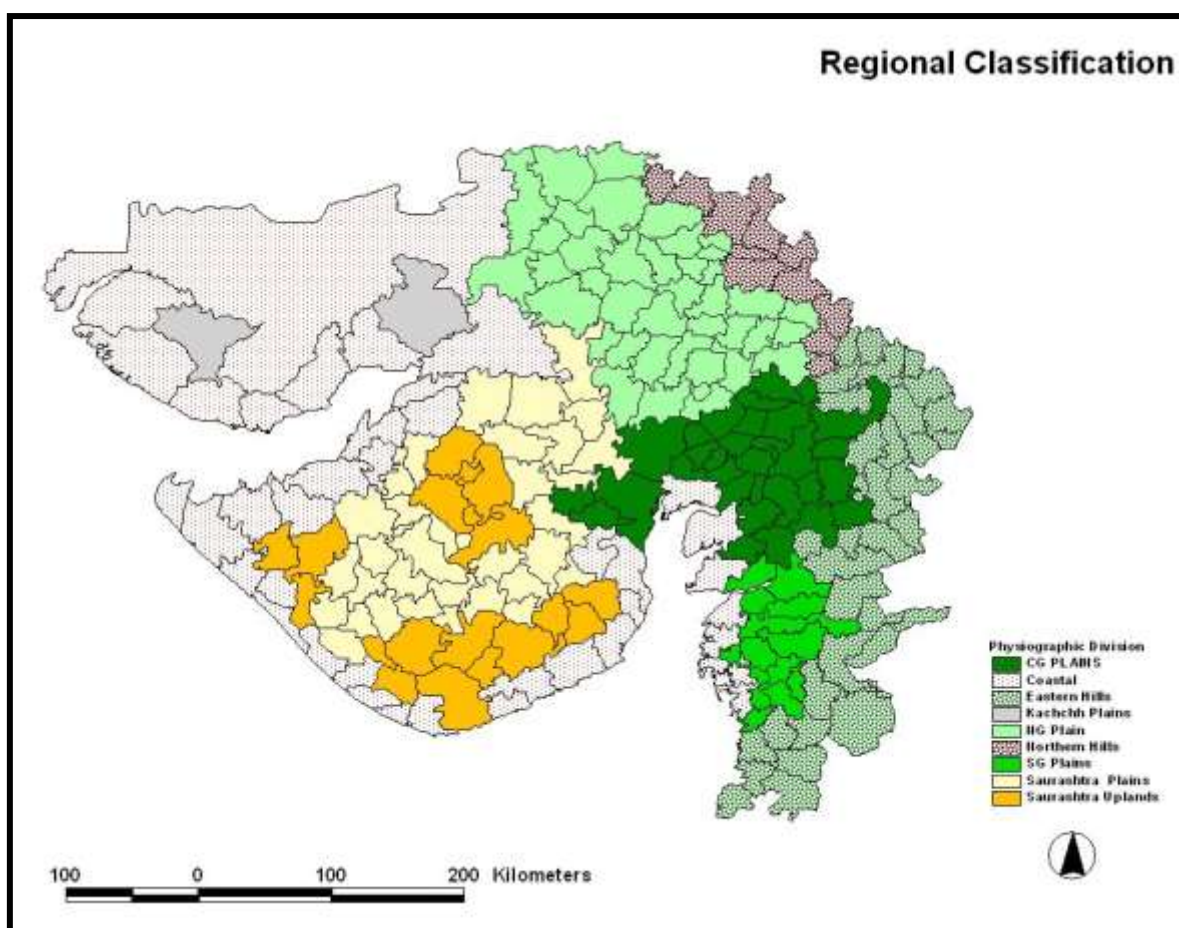 Regional Classification
Physiographic Division
CG PLAINS
Coastal
Eastern Hills
Kachchh Plains
NG Plain
Northern Hills
SG Plains
Saurashtra Plains
Saurashtra Uplands
100 0 100 200 Kilometers